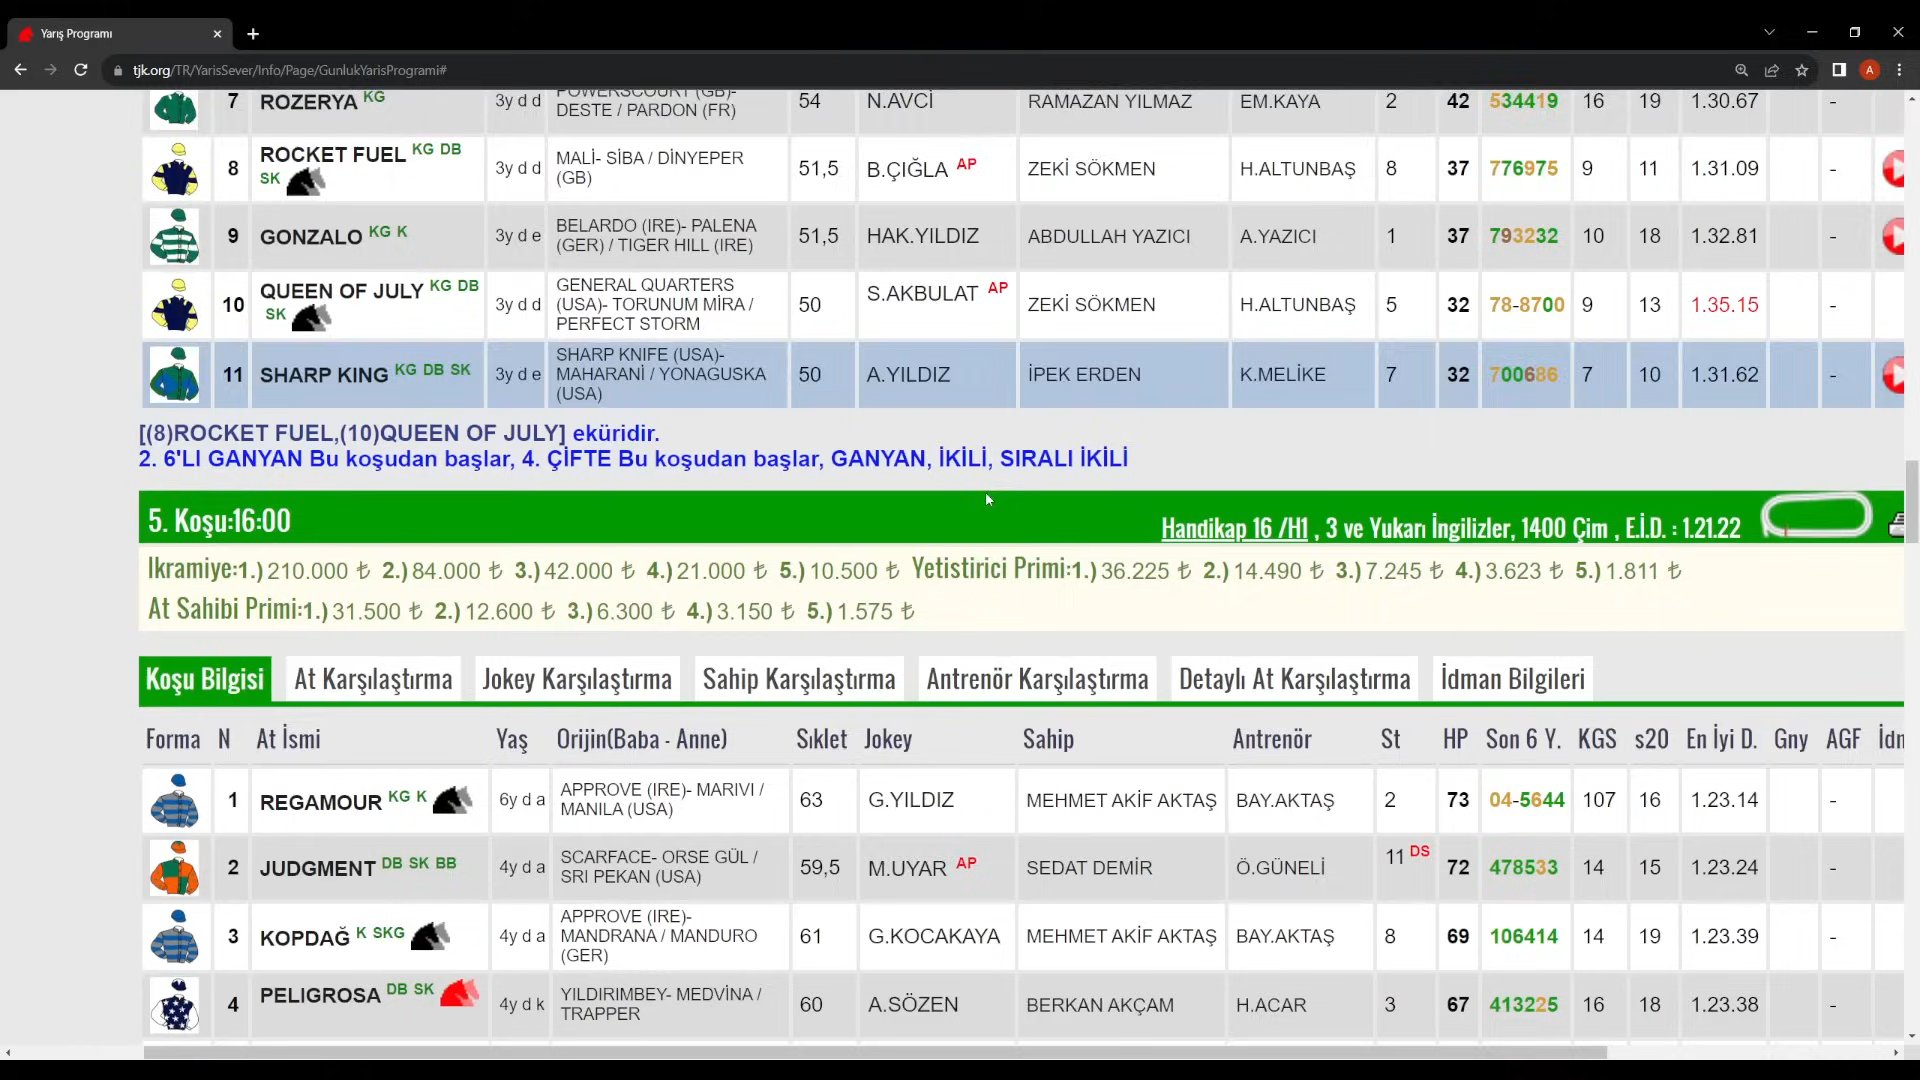 Yarış Programı
tjk.org/TR/YarisSever/Info/Page/GunlukYarisProgrami#
A
7 ROZERYA KG 3y d d POWERSCOURT (GB)- DESTE / PARDON (FR) 54 N.AVCİ RAMAZAN YILMAZ EM.KAYA 2 42 534419 16 19 1.30.67 -
8 ROCKET FUEL KG DB SK 3y d d MALİ- SİBA / DİNYEPER (GB) 51,5 B.ÇIĞLA AP ZEKİ SÖKMEN H.ALTUNBAŞ 8 37 776975 9 11 1.31.09 -
9 GONZALO KG K 3y d e BELARDO (IRE)- PALENA (GER) / TIGER HILL (IRE) 51,5 HAK.YILDIZ ABDULLAH YAZICI A.YAZICI 1 37 793232 10 18 1.32.81 -
10 QUEEN OF JULY KG DB SK 3y d d GENERAL QUARTERS (USA)- TORUNUM MİRA / PERFECT STORM 50 S.AKBULAT AP ZEKİ SÖKMEN H.ALTUNBAŞ 5 32 78-8700 9 13 1.35.15 -
11 SHARP KING KG DB SK 3y d e SHARP KNIFE (USA)- MAHARANİ / YONAGUSKA (USA) 50 A.YILDIZ İPEK ERDEN K.MELİKE 7 32 700686 7 10 1.31.62 -
[(8)ROCKET FUEL,(10)QUEEN OF JULY] eküridir.
2. 6'LI GANYAN Bu koşudan başlar, 4. ÇİFTE Bu koşudan başlar, GANYAN, İKİLİ, SIRALI İKİLİ
5. Koşu:16:00
Handikap 16 /H1 , 3 ve Yukarı İngilizler, 1400 Çim , E.İ.D. : 1.21.22
Ikramiye:1.) 210.000 ₺ 2.) 84.000 ₺ 3.) 42.000 ₺ 4.) 21.000 ₺ 5.) 10.500 ₺ Yetistirici Primi:1.) 36.225 ₺ 2.) 14.490 ₺ 3.) 7.245 ₺ 4.) 3.623 ₺ 5.) 1.811 ₺
At Sahibi Primi:1.) 31.500 ₺ 2.) 12.600 ₺ 3.) 6.300 ₺ 4.) 3.150 ₺ 5.) 1.575 ₺
Koşu Bilgisi At Karşılaştırma Jokey Karşılaştırma Sahip Karşılaştırma Antrenör Karşılaştırma Detaylı At Karşılaştırma İdman Bilgileri
Forma N At İsmi Yaş Orijin(Baba - Anne) Sıklet Jokey Sahip Antrenör St HP Son 6 Y. KGS s20 En İyi D. Gny AGF İdn
1 REGAMOUR KG K 6y d a APPROVE (IRE)- MARIVI / MANILA (USA) 63 G.YILDIZ MEHMET AKİF AKTAŞ BAY.AKTAŞ 2 73 04-5644 107 16 1.23.14 -
2 JUDGMENT DB SK BB 4y d a SCARFACE- ORSE GÜL / SRI PEKAN (USA) 59,5 M.UYAR AP SEDAT DEMİR Ö.GÜNELİ 11 DS 72 478533 14 15 1.23.24 -
3 KOPDAĞ K SKG 4y d a APPROVE (IRE)- MANDRANA / MANDURO (GER) 61 G.KOCAKAYA MEHMET AKİF AKTAŞ BAY.AKTAŞ 8 69 106414 14 19 1.23.39 -
4 PELIGROSA DB SK 4y d k YILDIRIMBEY- MEDVİNA / TRAPPER 60 A.SÖZEN BERKAN AKÇAM H.ACAR 3 67 413225 16 18 1.23.38 -